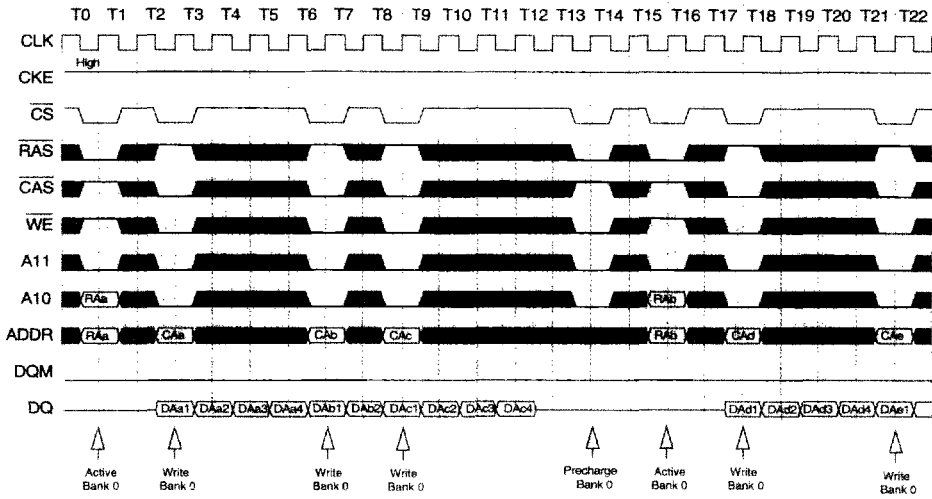 T0 T1 T2 T3 T4 T5 T6 T7 T8 T9 T10 T11 T12 T13 T14 T15 T16 T17 T18 T19 T20 T21 T22
CLK
High
CKE
CS
RAS
CAS
WE
A11
A10 RAa RAb
ADDR RAa CAa CAb CAc RAb CAd CAe
DQM
DQ DAa1 DAa2 DAa3 DAa4 DAb1 DAb2 DAc1 DAc2 DAc3 DAc4 DAd1 DAd2 DAd3 DAd4 DAe1
Active Write Write Write Precharge Active Write Write
Bank 0 Bank 0 Bank 0 Bank 0 Bank 0 Bank 0 Bank 0 Bank 0